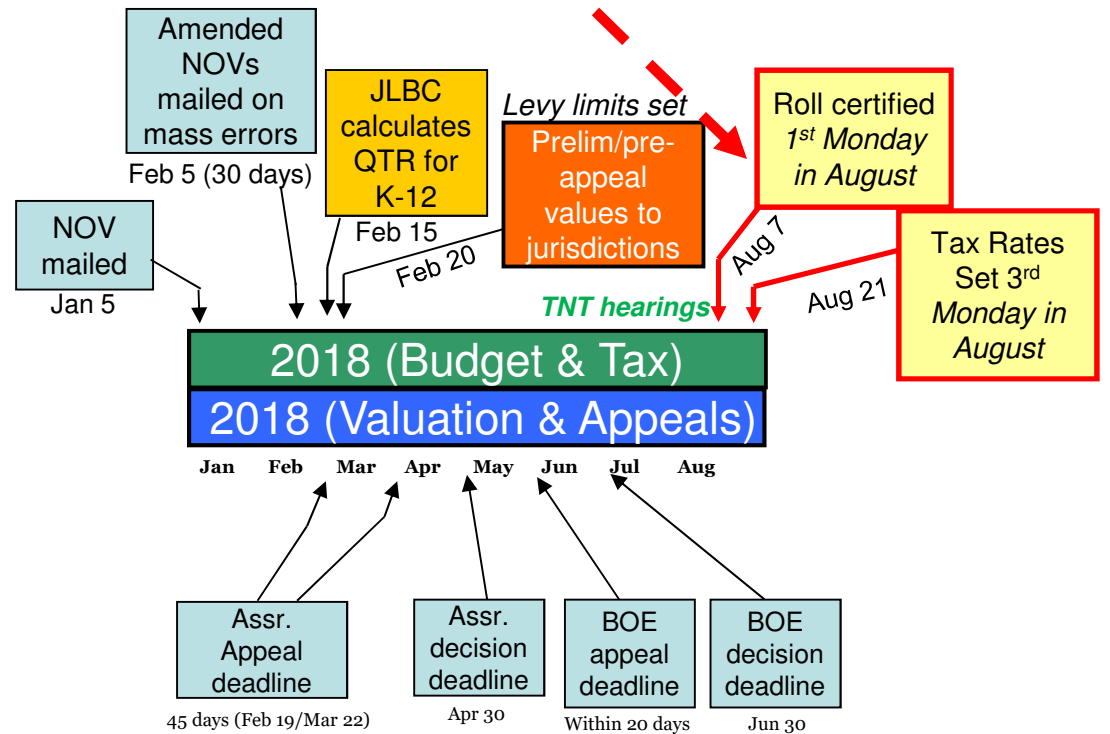 Amended
NOVs
mailed on
mass errors
Feb 5 (30 days)
JLBC
calculates
QTR for
K-12
Feb 15
Levy limits set
Prelim/pre-
appeal
values to
jurisdictions
Feb 20
Roll certified
1st Monday
in August
Aug 7
NOV
mailed
Jan 5
Tax Rates
Set 3rd
Monday in
August
Aug 21
TNT hearings
2018 (Budget & Tax)
2018 (Valuation & Appeals)
Jan Feb Mar Apr May Jun Jul Aug
Assr.
Appeal
deadline
45 days (Feb 19/Mar 22)
Assr.
decision
deadline
Apr 30
BOE
appeal
deadline
Within 20 days
BOE
decision
deadline
Jun 30